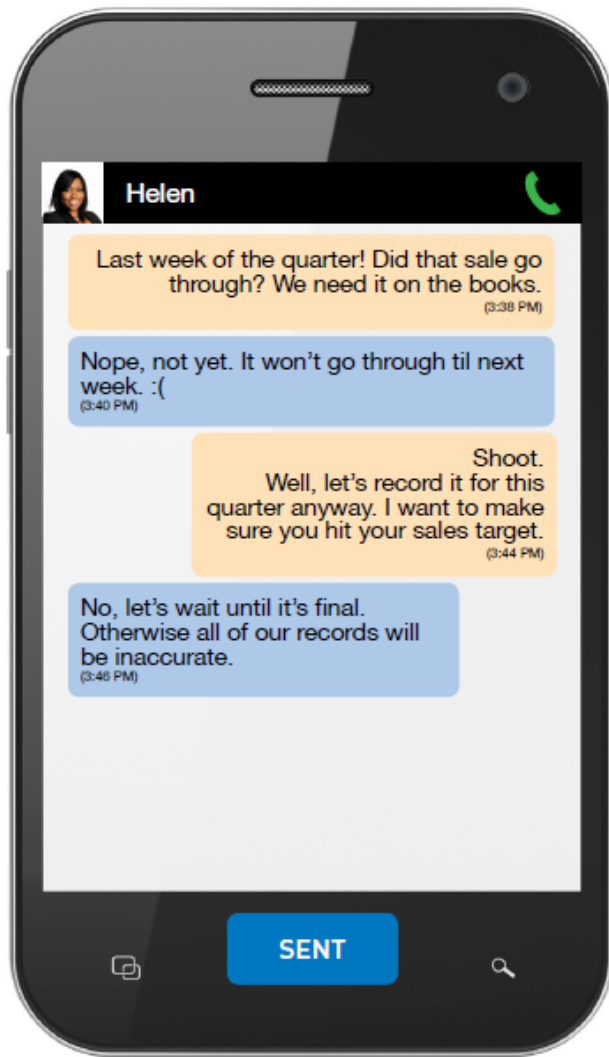 Helen
Last week of the quarter! Did that sale go
through? We need it on the books.
(3:38 PM)
Nope, not yet. It won’t go through til next
week. :(
(3:40 PM)
Shoot.
Well, let’s record it for this
quarter anyway. I want to make
sure you hit your sales target.
(3:44 PM)
No, let’s wait until it’s final.
Otherwise all of our records will
be inaccurate.
(3:46 PM)
SENT